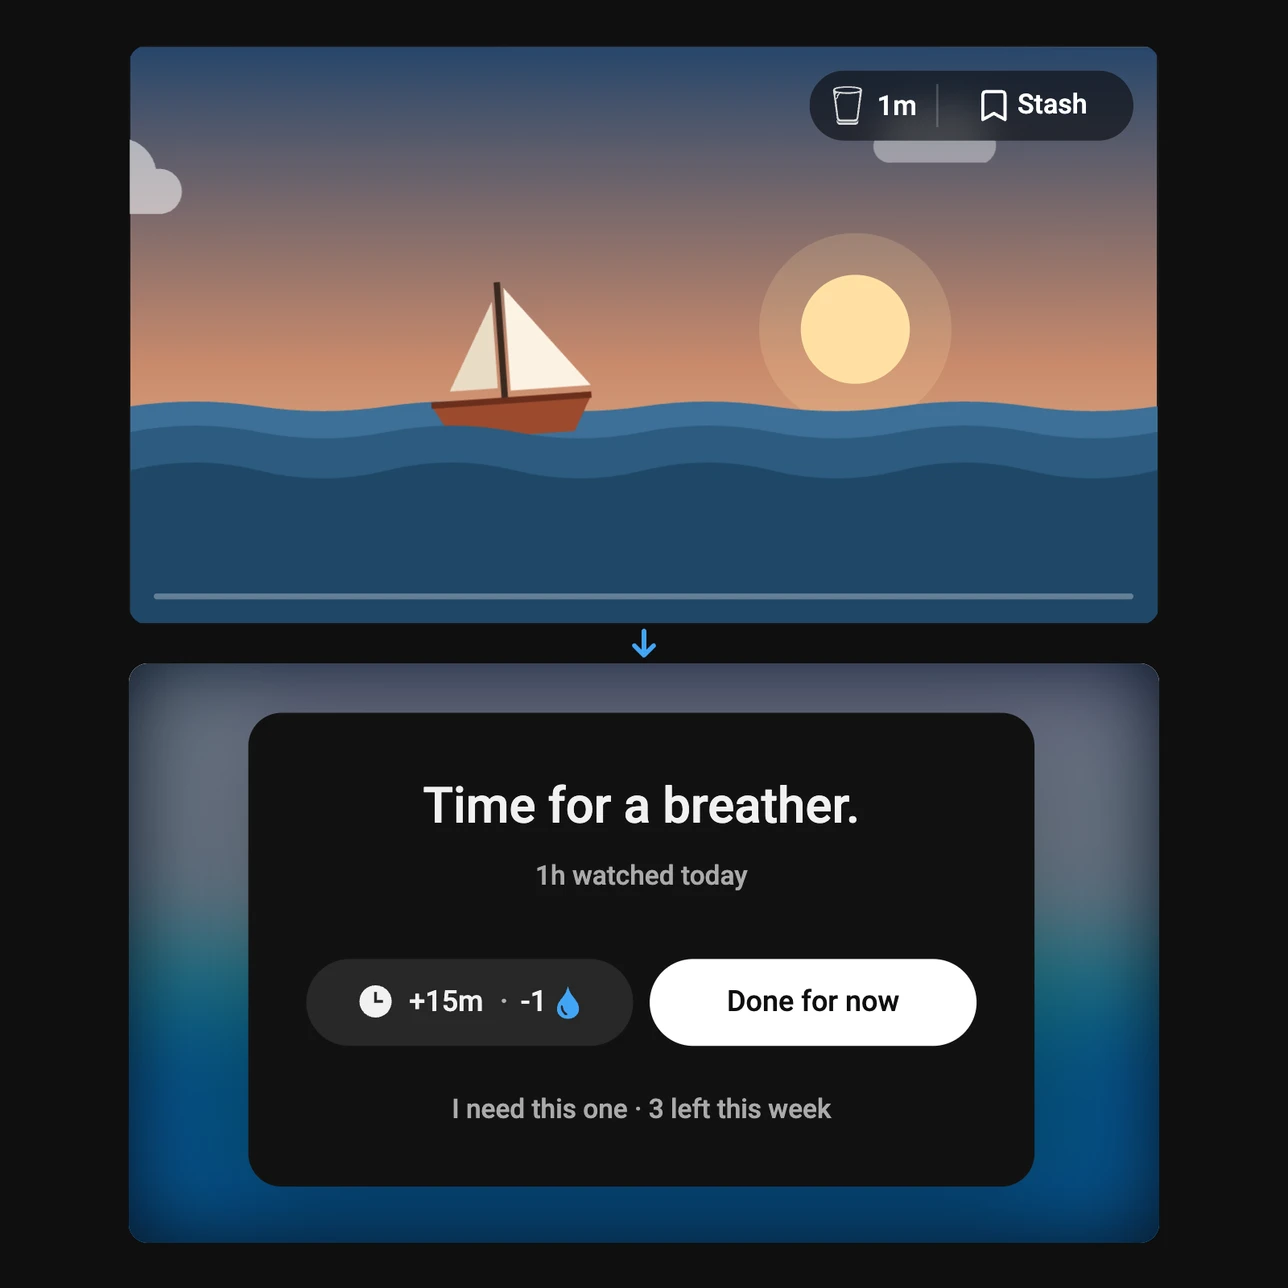 1m Stash
Time for a breather.
1h watched today
+15m · -1
Done for now
I need this one · 3 left this week